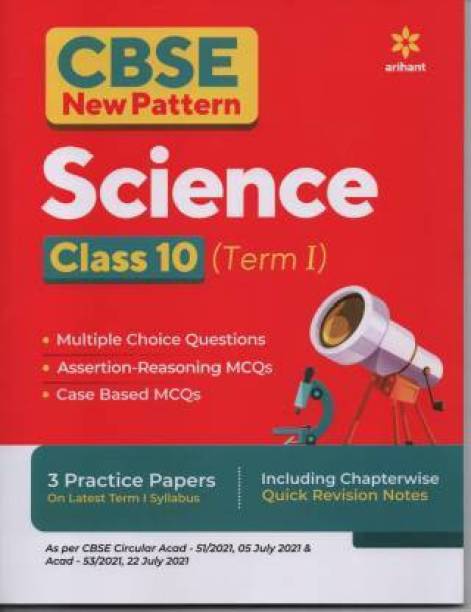 CBSE
New Pattern
arihant
Science
Class 10 (Term I)
• Multiple Choice Questions
• Assertion-Reasoning MCQs
• Case Based MCQs
3 Practice Papers
On Latest Term I Syllabus
Including Chapterwise
Quick Revision Notes
As per CBSE Circular Acad - 51/2021, 05 July 2021 &
Acad - 53/2021, 22 July 2021